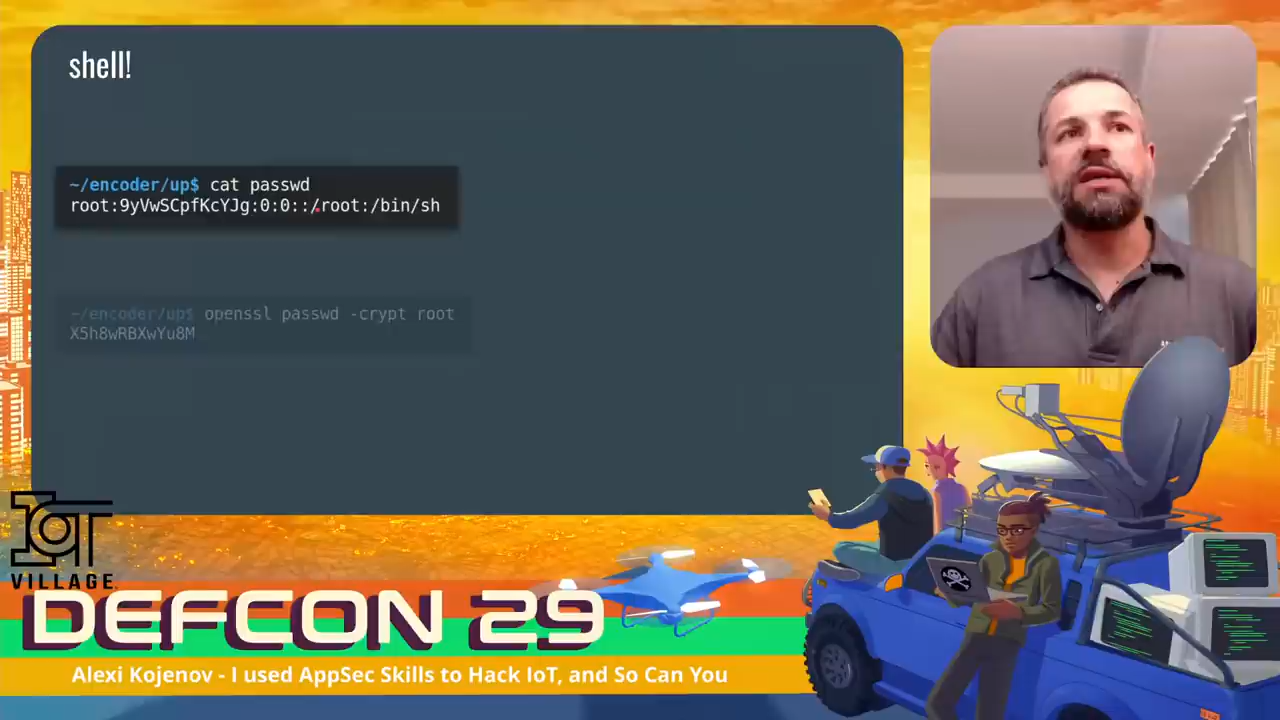 shell!
~/encoder/up$ cat passwd
root:9yVwSCpfKcYJg:0:0::/root:/bin/sh
~/encoder/up$ openssl passwd -crypt root
X5h8wRBXwYu8M
IoT
VILLAGE
DEFCON 29
Alexi Kojenov - I used AppSec Skills to Hack IoT, and So Can You